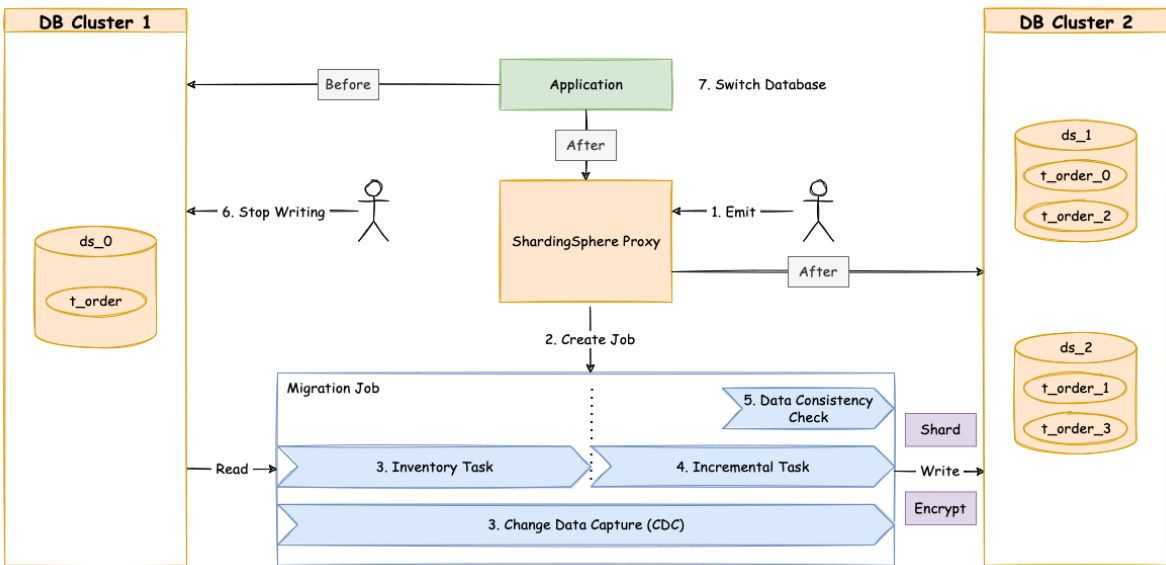 DB Cluster 1
DB Cluster 2
Before
Application
7. Switch Database
After
ds_1
t_order_0
t_order_2
6. Stop Writing
1. Emit
ds_0
t_order
ShardingSphere Proxy
After
2. Create Job
ds_2
t_order_1
t_order_3
Migration Job
5. Data Consistency
Check
Shard
Read
3. Inventory Task
4. Incremental Task
Write
Encrypt
3. Change Data Capture (CDC)